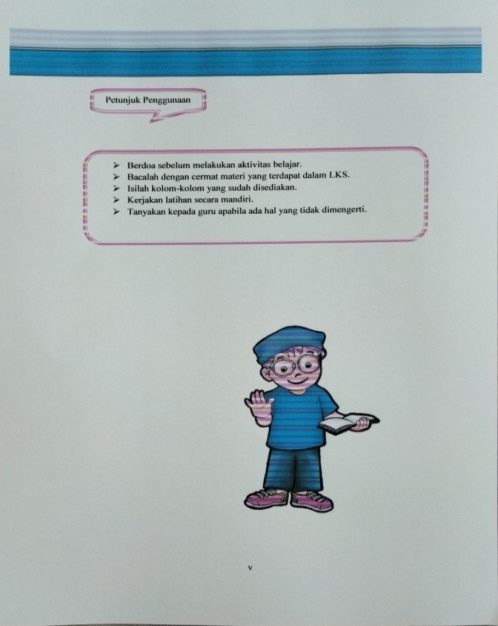 Petunjuk Penggunaan
➢ Berdoa sebelum melakukan aktivitas belajar.
➢ Bacalah dengan cermat materi yang terdapat dalam LKS.
➢ Isilah kolom-kolom yang sudah disediakan.
➢ Kerjakan latihan secara mandiri.
➢ Tanyakan kepada guru apabila ada hal yang tidak dimengerti.
v